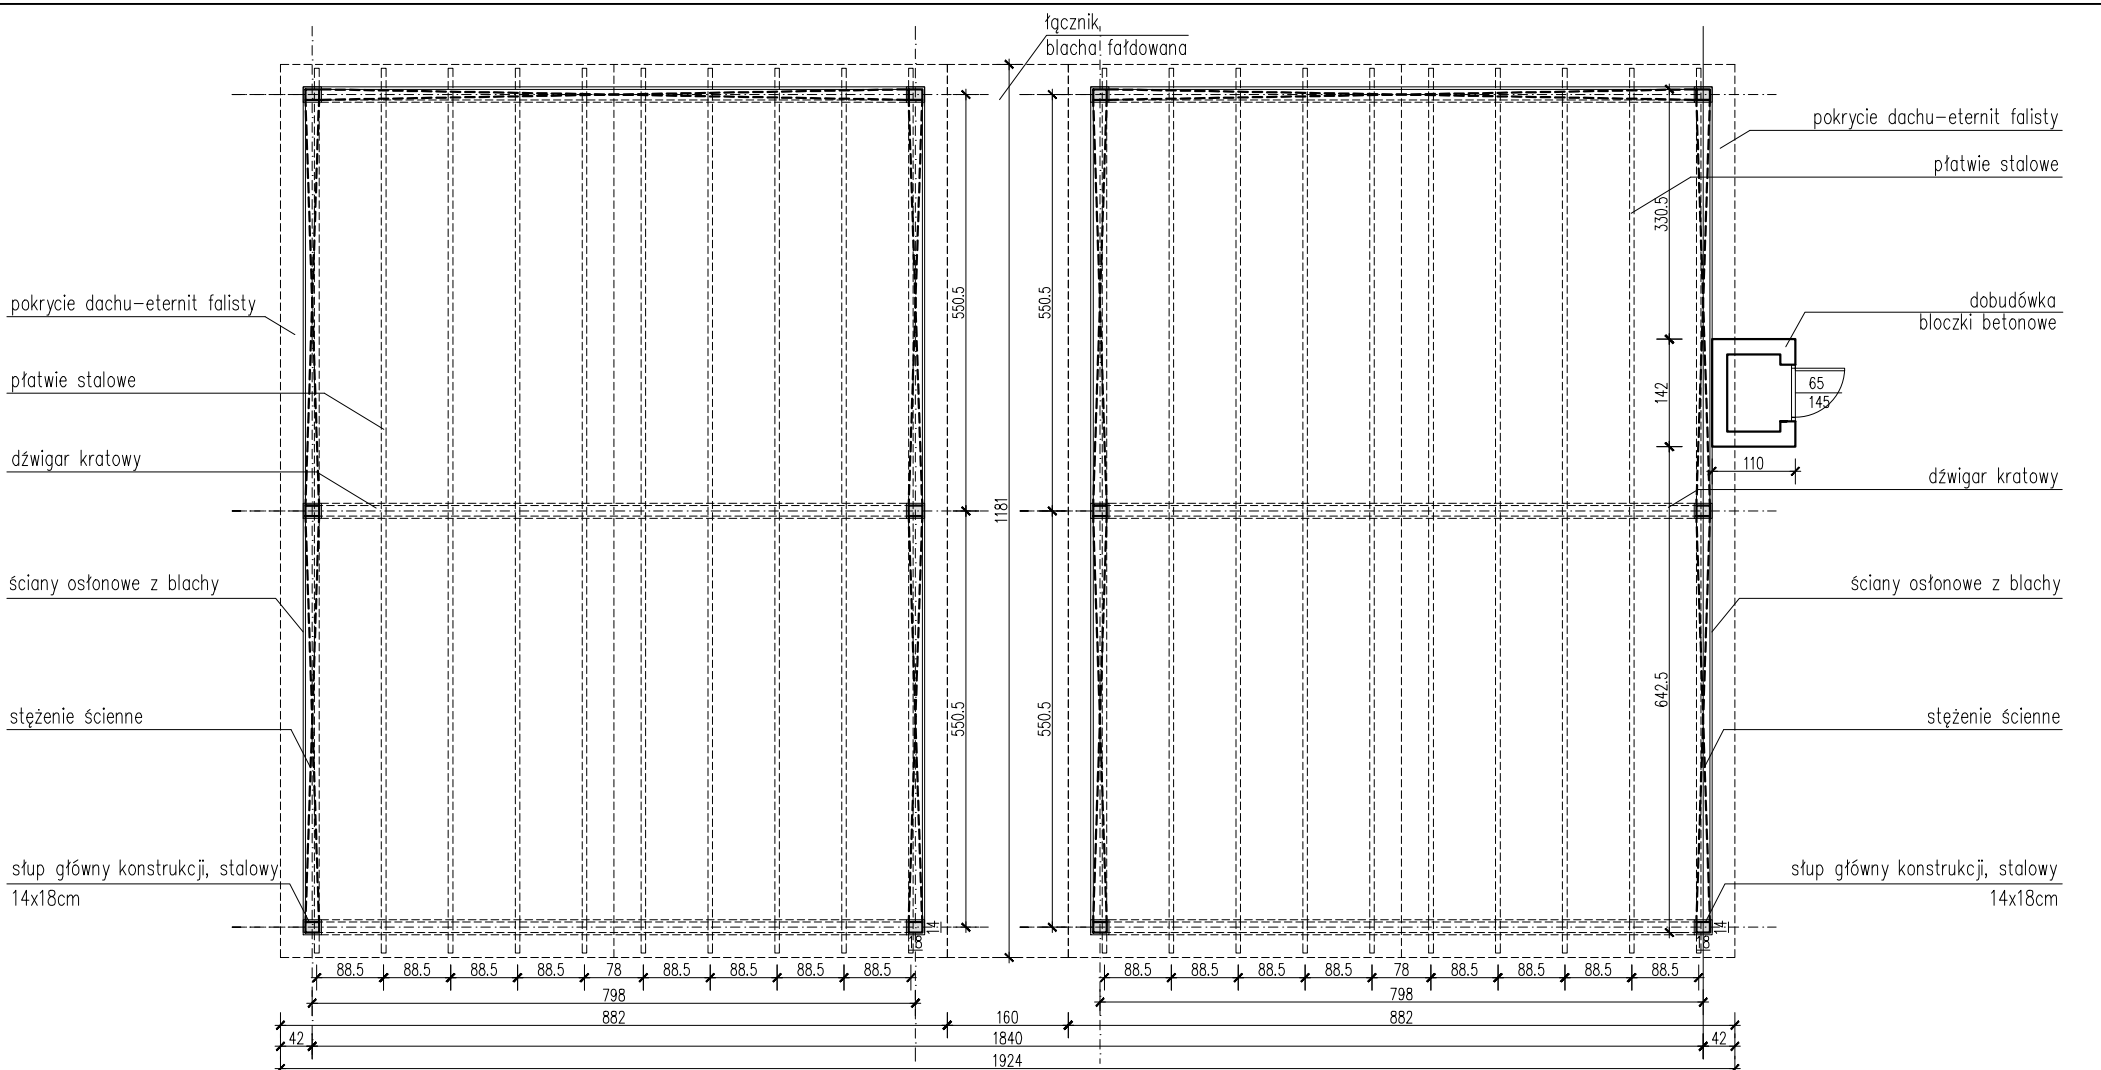 łącznik
blacha fałdowana
pokrycie dachu-eternit falisty
płatwie stalowe
330.5
550.5
550.5
pokrycie dachu-eternit falisty
dobudówka
bloczki betonowe
płatwie stalowe
142
65
145
dźwigar kratowy
110
dźwigar kratowy
1181
ściany osłonowe z blachy
ściany osłonowe z blachy
642.5
stężenie ścienne
550.5
550.5
stężenie ścienne
słup główny konstrukcji, stalowy
14x18cm
słup główny konstrukcji, stalowy
14x18cm
14
18
14
18
88.5 88.5 88.5 88.5 78 88.5 88.5 88.5 88.5
88.5 88.5 88.5 88.5 78 88.5 88.5 88.5 88.5
798
798
882
160
882
42
1840
42
1924